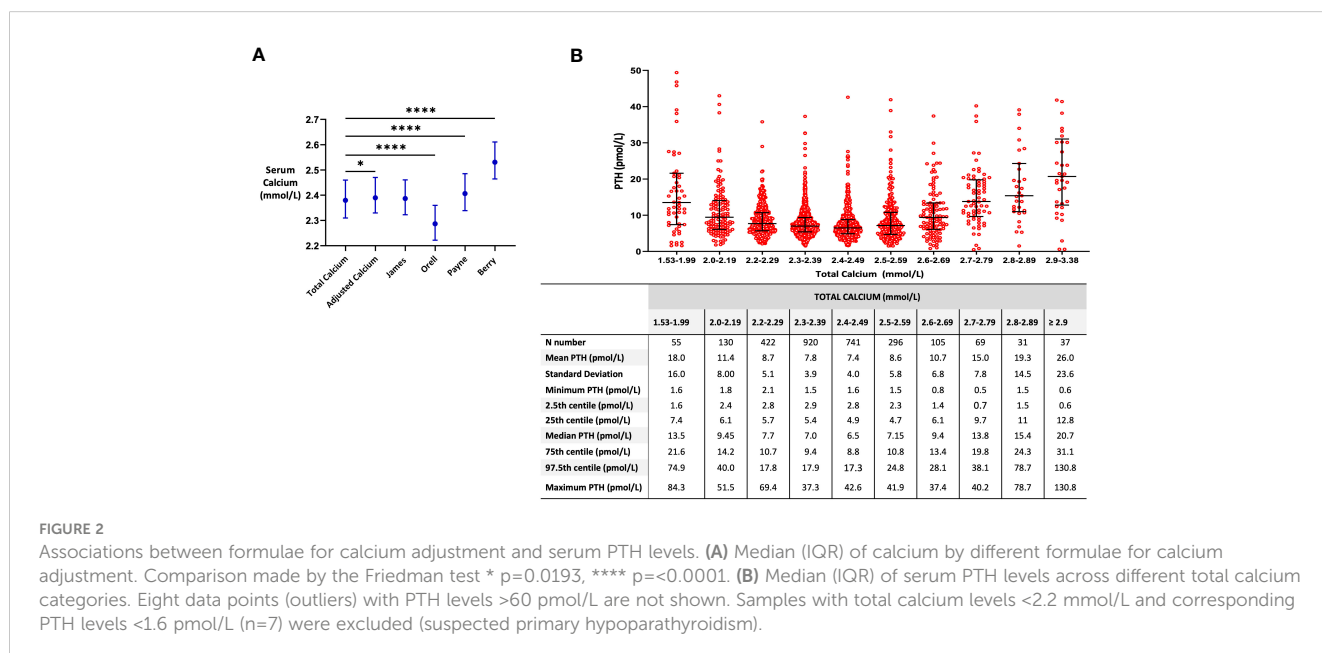 A
B
2.7
2.6
2.5
2.4
2.3
2.2
Serum
Calcium
(mmol/L)
****
****
****
*
Total Calcium
Adjusted Calcium
James
Orell
Payne
Berry
50
40
30
20
10
0
PTH (pmol/L)
1.53-1.99 2.0-2.19 2.2-2.29 2.3-2.39 2.4-2.49 2.5-2.59 2.6-2.69 2.7-2.79 2.8-2.89 2.9-3.38
Total Calcium (mmol/L)
TOTAL CALCIUM (mmol/L)
1.53-1.99 2.0-2.19 2.2-2.29 2.3-2.39 2.4-2.49 2.5-2.59 2.6-2.69 2.7-2.79 2.8-2.89 ≥ 2.9
N number 55 130 422 920 741 296 105 69 31 37
Mean PTH (pmol/L) 18.0 11.4 8.7 7.8 7.4 8.6 10.7 15.0 19.3 26.0
Standard Deviation 16.0 8.00 5.1 3.9 4.0 5.8 6.8 7.8 14.5 23.6
Minimum PTH (pmol/L) 1.6 1.8 2.1 1.5 1.6 1.5 0.8 0.5 1.5 0.6
2.5th centile (pmol/L) 1.6 2.4 2.8 2.9 2.8 2.3 1.4 0.7 1.5 0.6
25th centile (pmol/L) 7.4 6.1 5.7 5.4 4.9 4.7 6.1 9.7 11 12.8
Median PTH (pmol/L) 13.5 9.45 7.7 7.0 6.5 7.15 9.4 13.8 15.4 20.7
75th centile (pmol/L) 21.6 14.2 10.7 9.4 8.8 10.8 13.4 19.8 24.3 31.1
97.5th centile (pmol/L) 74.9 40.0 17.8 17.9 17.3 24.8 28.1 38.1 78.7 130.8
Maximum PTH (pmol/L) 84.3 51.5 69.4 37.3 42.6 41.9 37.4 40.2 78.7 130.8
FIGURE 2
Associations between formulae for calcium adjustment and serum PTH levels. (A) Median (IQR) of calcium by different formulae for calcium
adjustment. Comparison made by the Friedman test * p=0.0193, **** p=<0.0001. (B) Median (IQR) of serum PTH levels across different total calcium
categories. Eight data points (outliers) with PTH levels >60 pmol/L are not shown. Samples with total calcium levels <2.2 mmol/L and corresponding
PTH levels <1.6 pmol/L (n=7) were excluded (suspected primary hypoparathyroidism).